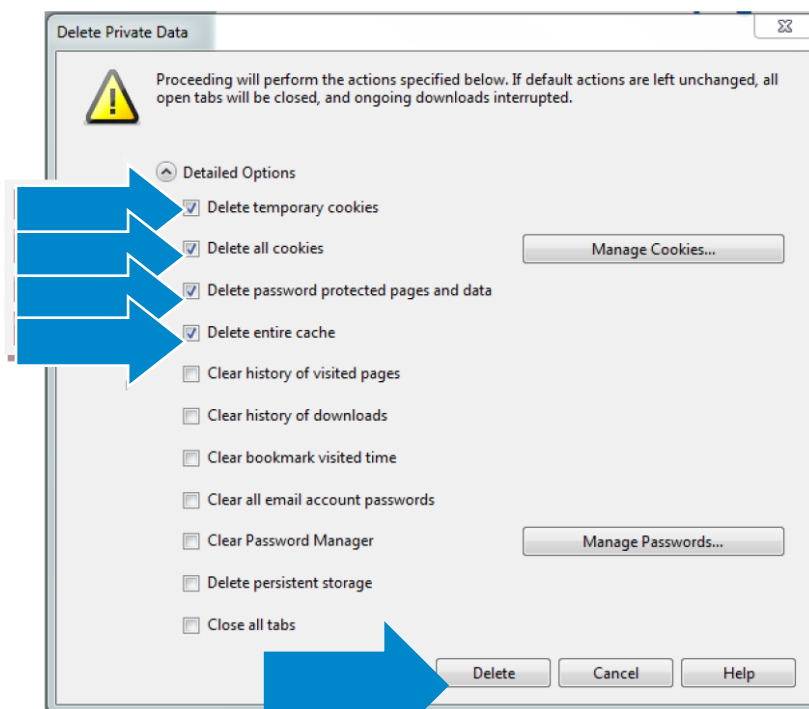 Delete Private Data
Proceeding will perform the actions specified below. If default actions are left unchanged, all
open tabs will be closed, and ongoing downloads interrupted.
Detailed Options
Delete temporary cookies
Delete all cookies
Manage Cookies...
Delete password protected pages and data
Delete entire cache
Clear history of visited pages
Clear history of downloads
Clear bookmark visited time
Clear all email account passwords
Clear Password Manager
Manage Passwords...
Delete persistent storage
Close all tabs
Delete
Cancel
Help